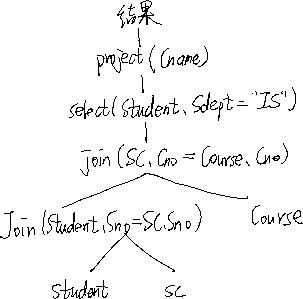 结果
project(Cname)
select(Student.Sdept="IS")
join(SC.Cno=Course.Cno)
Join(Student.Sno=SC.Sno) Course
Student SC